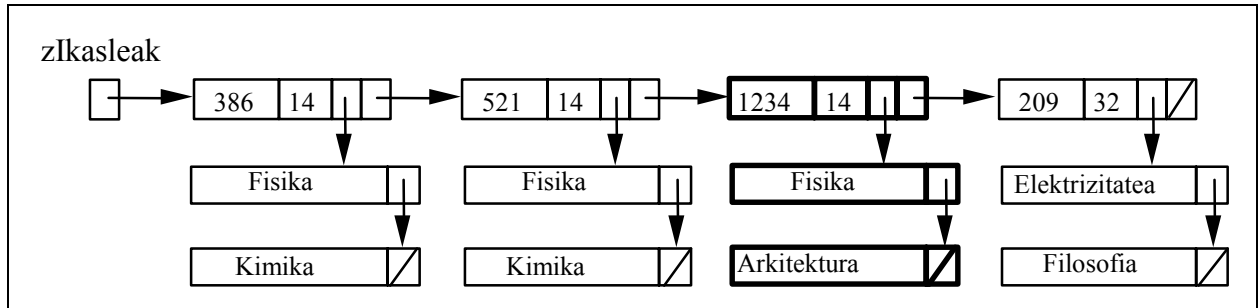 zIkasleak
386 14 521 14 1234 14 209 32
Fisika Fisika Fisika Elektrizitatea
Kimika Kimika Arkitektura Filosofia